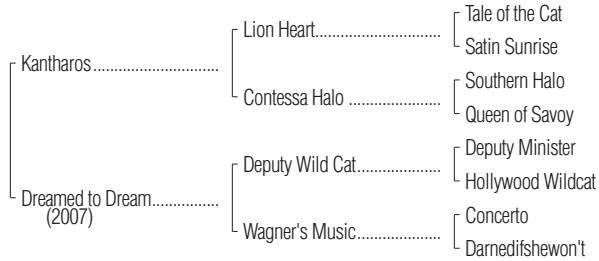 Tale of the Cat
Lion Heart
Satin Sunrise
Kantharos
Southern Halo
Contessa Halo
Queen of Savoy
Deputy Minister
Deputy Wild Cat
Hollywood Wildcat
Dreamed to Dream
(2007)
Concerto
Wagner's Music
Darnedifshewon't